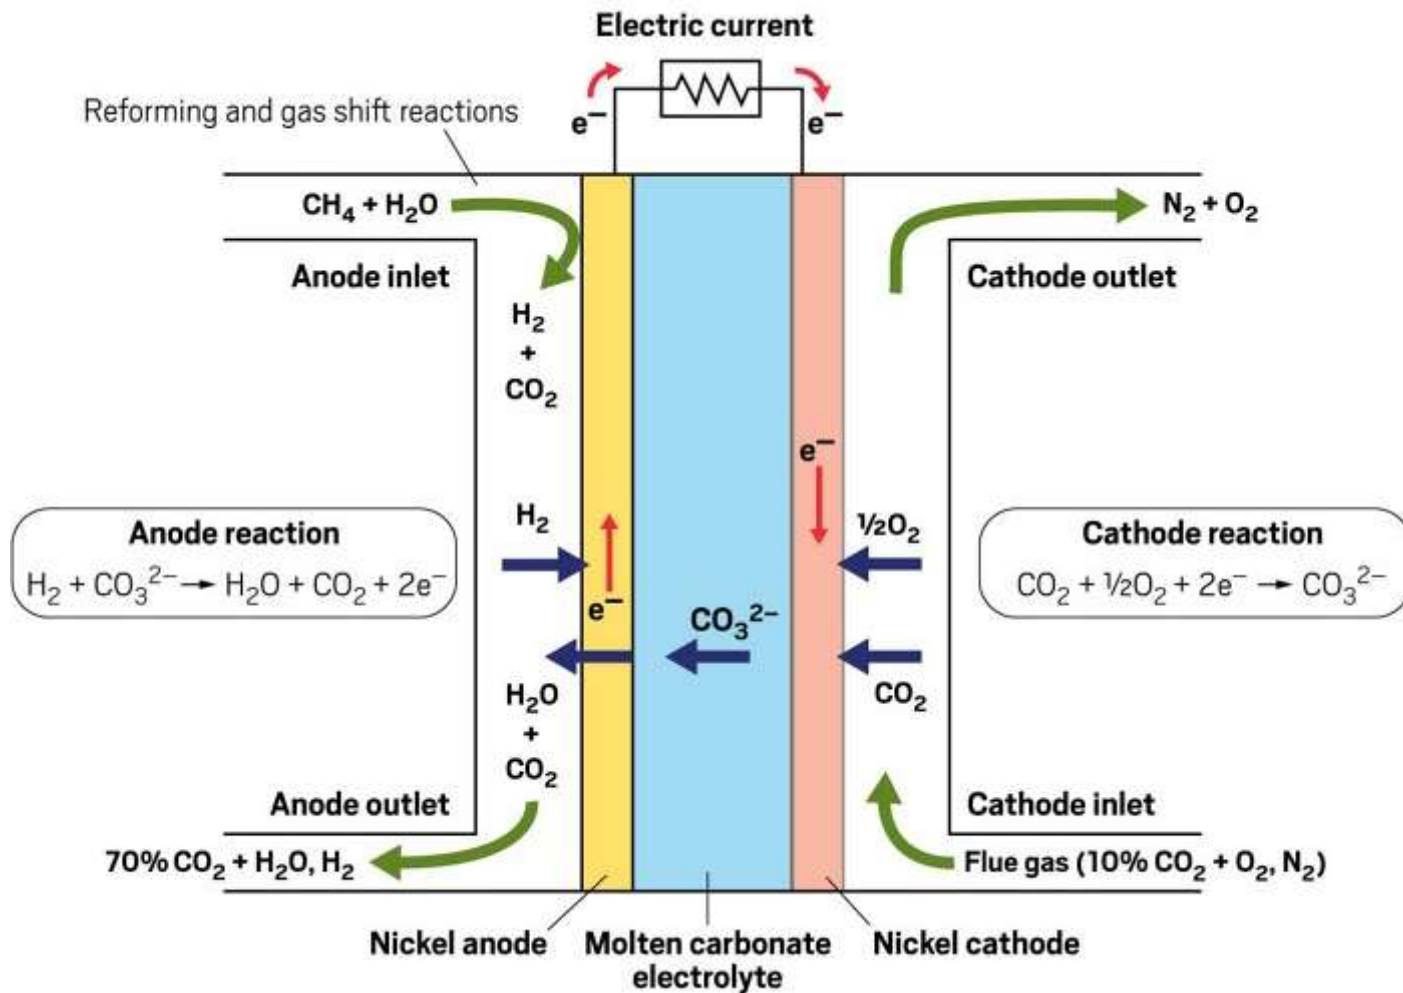 Electric current
e⁻
e⁻
Reforming and gas shift reactions
CH₄ + H₂O
N₂ + O₂
Anode inlet
Cathode outlet
H₂
+
CO₂
e⁻
H₂
½O₂
Anode reaction
H₂ + CO₃²⁻ → H₂O + CO₂ + 2e⁻
Cathode reaction
CO₂ + ½O₂ + 2e⁻ → CO₃²⁻
e⁻
CO₃²⁻
H₂O
+
CO₂
CO₂
Anode outlet
Cathode inlet
70% CO₂ + H₂O, H₂
Flue gas (10% CO₂ + O₂, N₂)
Nickel anode
Molten carbonate
electrolyte
Nickel cathode